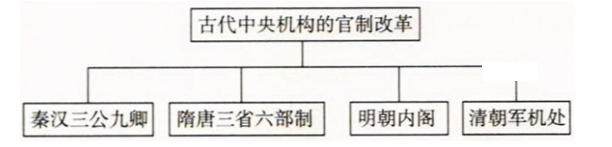 古代中央机构的官制改革
秦汉三公九卿
隋唐三省六部制
明朝内阁
清朝军机处